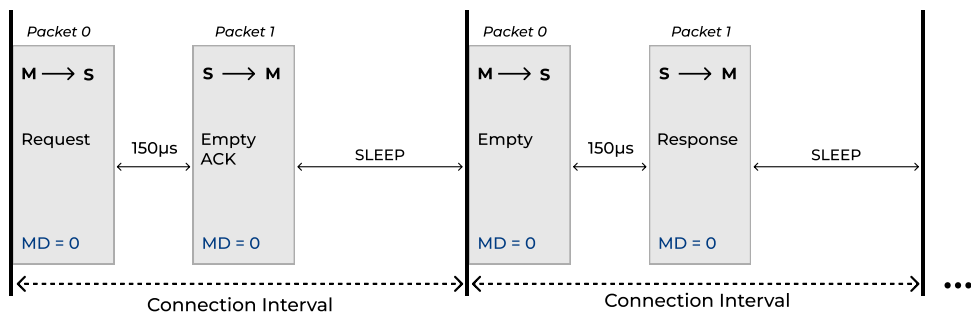 Packet 0
Packet 1
Packet 0
Packet 1
M → S
S → M
M → S
S → M
Request
150μs
Empty
ACK
SLEEP
Empty
150μs
Response
SLEEP
MD = 0
MD = 0
MD = 0
MD = 0
Connection Interval
Connection Interval
...